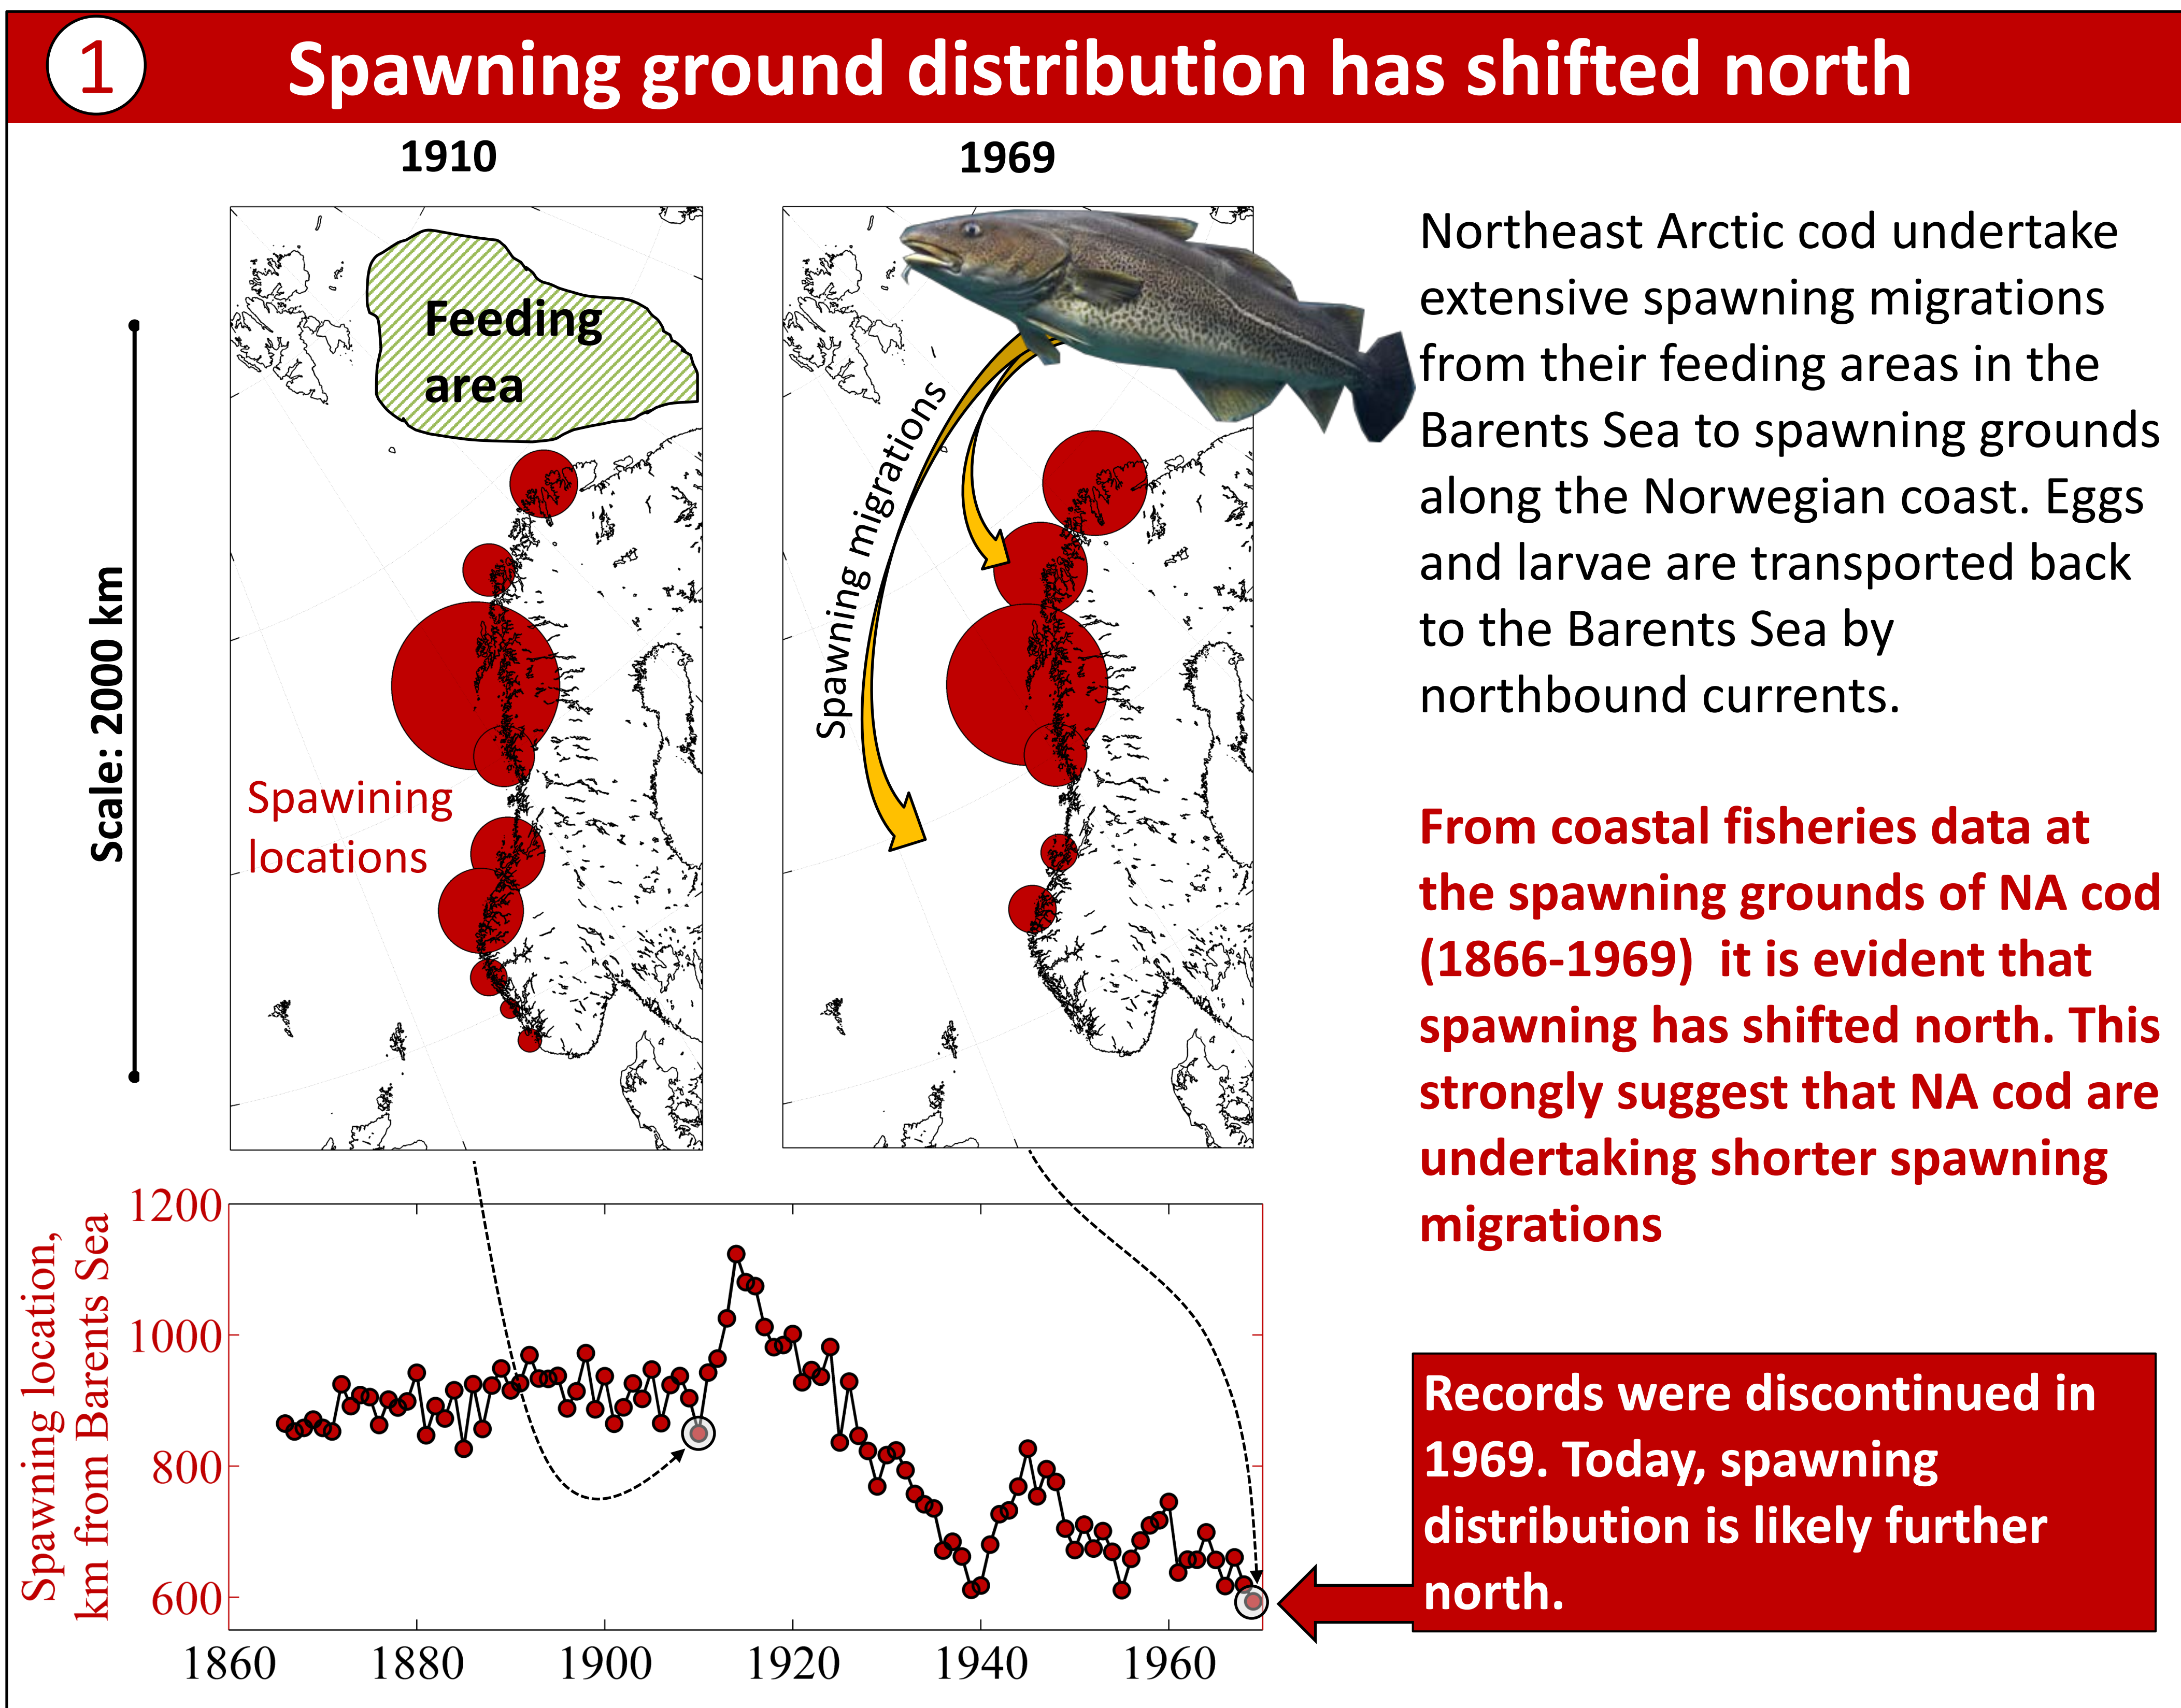 1
Spawning ground distribution has shifted north
1910
1969
Feeding
area
Spawning migrations
Scale: 2000 km
Spawining
locations
Northeast Arctic cod undertake
extensive spawning migrations
from their feeding areas in the
Barents Sea to spawning grounds
along the Norwegian coast. Eggs
and larvae are transported back
to the Barents Sea by
northbound currents.
From coastal fisheries data at
the spawning grounds of NA cod
(1866-1969) it is evident that
spawning has shifted north. This
strongly suggest that NA cod are
undertaking shorter spawning
migrations
Spawning location,
km from Barents Sea
1200
1000
800
600
1860
1880
1900
1920
1940
1960
Records were discontinued in
1969. Today, spawning
distribution is likely further
north.